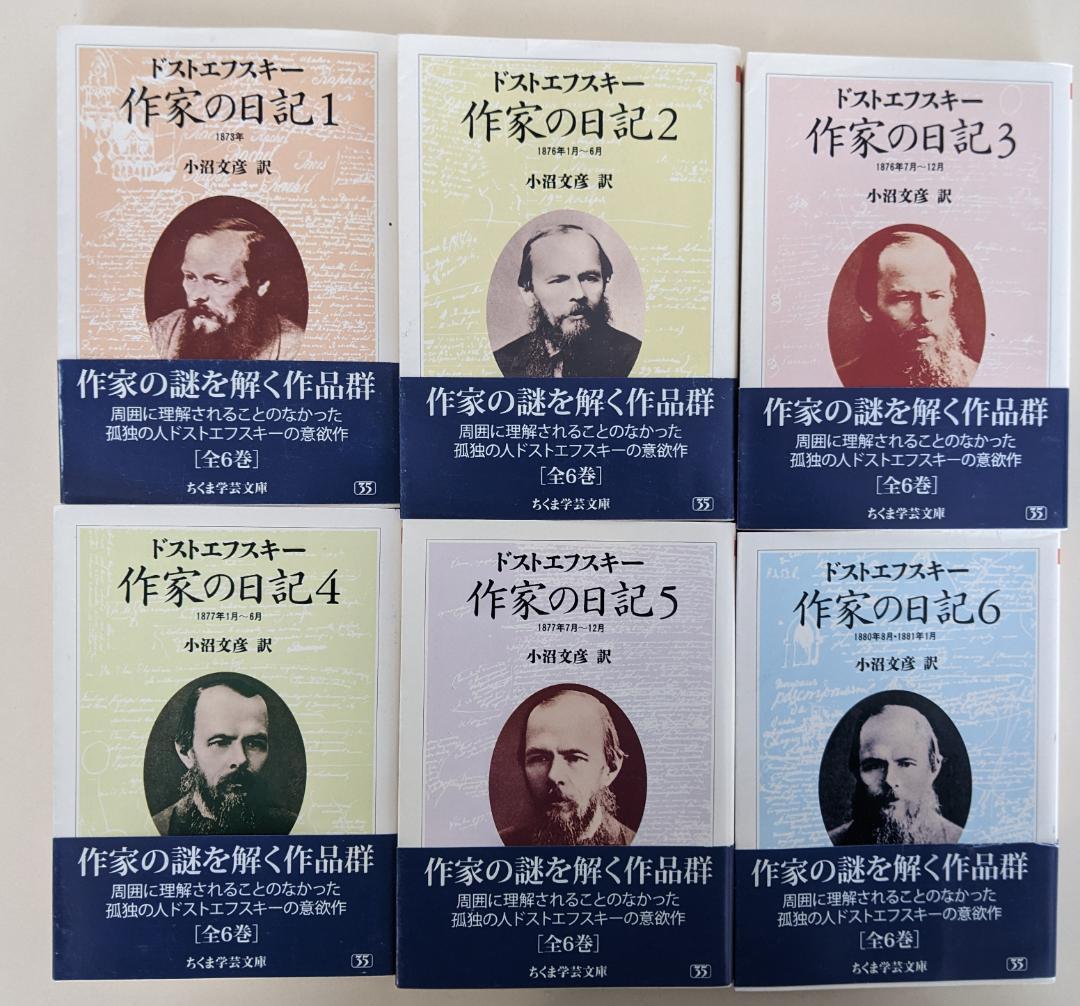 ドストエフスキー
作家の日記1
1873年
小沼文彦 訳
作家の謎を解く作品群
周囲に理解されることのなかった
孤独の人ドストエフスキーの意欲作
[全6巻]
ちくま学芸文庫 35
ドストエフスキー
作家の日記2
1876年1月〜6月
小沼文彦 訳
作家の謎を解く作品群
周囲に理解されることのなかった
孤独の人ドストエフスキーの意欲作
[全6巻]
ちくま学芸文庫 35
ドストエフスキー
作家の日記3
1876年7月〜12月
小沼文彦 訳
作家の謎を解く作品群
周囲に理解されることのなかった
孤独の人ドストエフスキーの意欲作
[全6巻]
ちくま学芸文庫 35
ドストエフスキー
作家の日記4
1877年1月〜6月
小沼文彦 訳
作家の謎を解く作品群
周囲に理解されることのなかった
孤独の人ドストエフスキーの意欲作
[全6巻]
ちくま学芸文庫 35
ドストエフスキー
作家の日記5
1877年7月〜12月
小沼文彦 訳
作家の謎を解く作品群
周囲に理解されることのなかった
孤独の人ドストエフスキーの意欲作
[全6巻]
ちくま学芸文庫 35
ドストエフスキー
作家の日記6
1880年8月・1881年1月
小沼文彦 訳
作家の謎を解く作品群
周囲に理解されることのなかった
孤独の人ドストエフスキーの意欲作
[全6巻]
ちくま学芸文庫 35